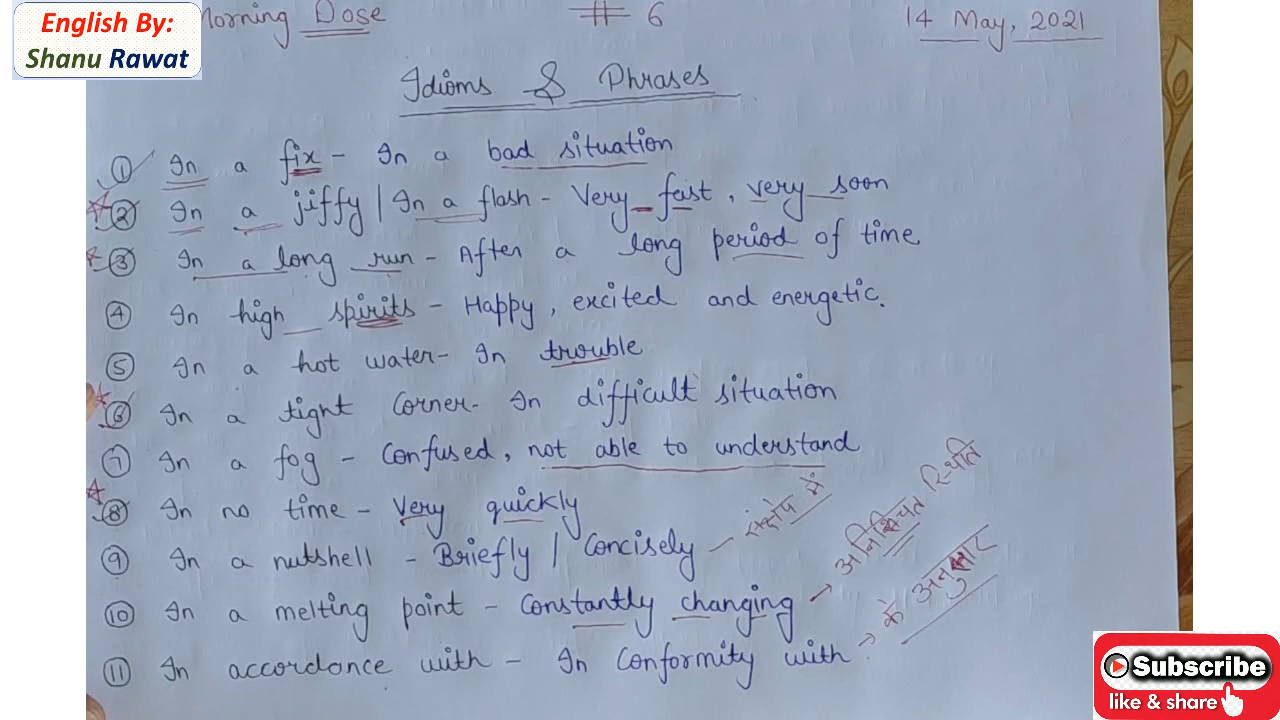 English By:
Shanu Rawat
Morning Dose # 6 14 May, 2021
Idioms & Phrases
① In a fix - In a bad situation
② In a jiffy | In a flash - Very fast, very soon
③ In a long run - After a long period of time
④ In high spirits - Happy, excited and energetic.
⑤ In a hot water - In trouble
⑥ In a tight corner - In difficult situation
⑦ In a fog - Confused, not able to understand
⑧ In no time - Very quickly
⑨ In a nutshell - Briefly | Concisely - संक्षेप में
⑩ In a melting point - Constantly changing → अनिश्चित स्थिति
⑪ In accordance with - In conformity with → के अनुसार
Subscribe
like & share